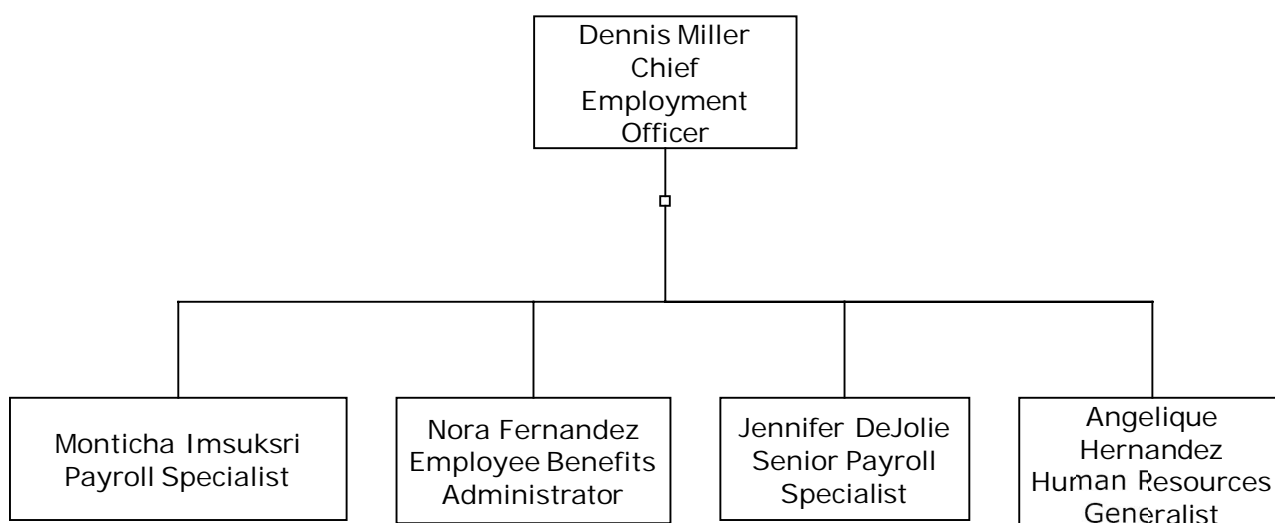 Dennis Miller
Chief
Employment
Officer
Monticha Imsuksri
Payroll Specialist
Nora Fernandez
Employee Benefits
Administrator
Jennifer DeJolie
Senior Payroll
Specialist
Angelique
Hernandez
Human Resources
Generalist